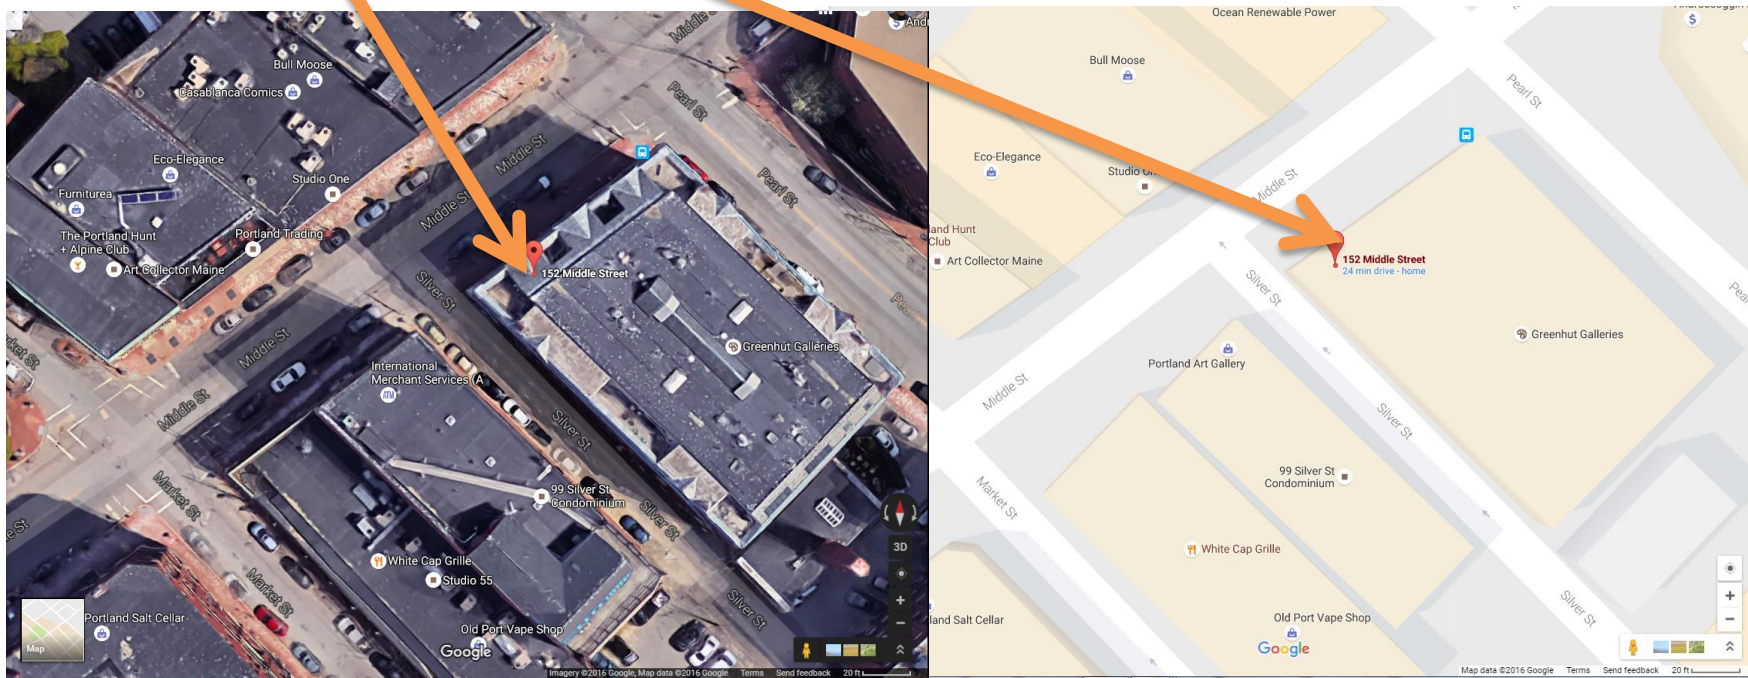 Middle St
Bull Moose
Casablanca Comics
Pearl St
Eco-Elegance
Middle St
Furniturea
Studio One
Pearl St
Middle St
The Portland Hunt
+ Alpine Club
Portland Trading
Art Collector Maine
152 Middle Street
Silver St
Middle St
Greenhut Galleries
International
Merchant Services (A
ATM
Middle St
Silver St
Market St
99 Silver St
Condominium
Silver St
3D
White Cap Grille
Studio 55
Market St
Silver St
Portland Salt Cellar
Old Port Vape Shop
Map
Google
Imagery ©2016 Google, Map data ©2016 Google Terms Send feedback 20 ft
Ocean Renewable Power
$
Bull Moose
Pearl St
Eco-Elegance
Studio
Middle St
land Hunt
Club
Art Collector Maine
152 Middle Street
24 min drive - home
Silver St
Greenhut Galleries
Portland Art Gallery
Middle St
Silver St
99 Silver St
Condominium
Market St
White Cap Grille
Silver St
land Salt Cellar
Old Port Vape Shop
Google
Map data ©2016 Google Terms Send feedback 20 ft